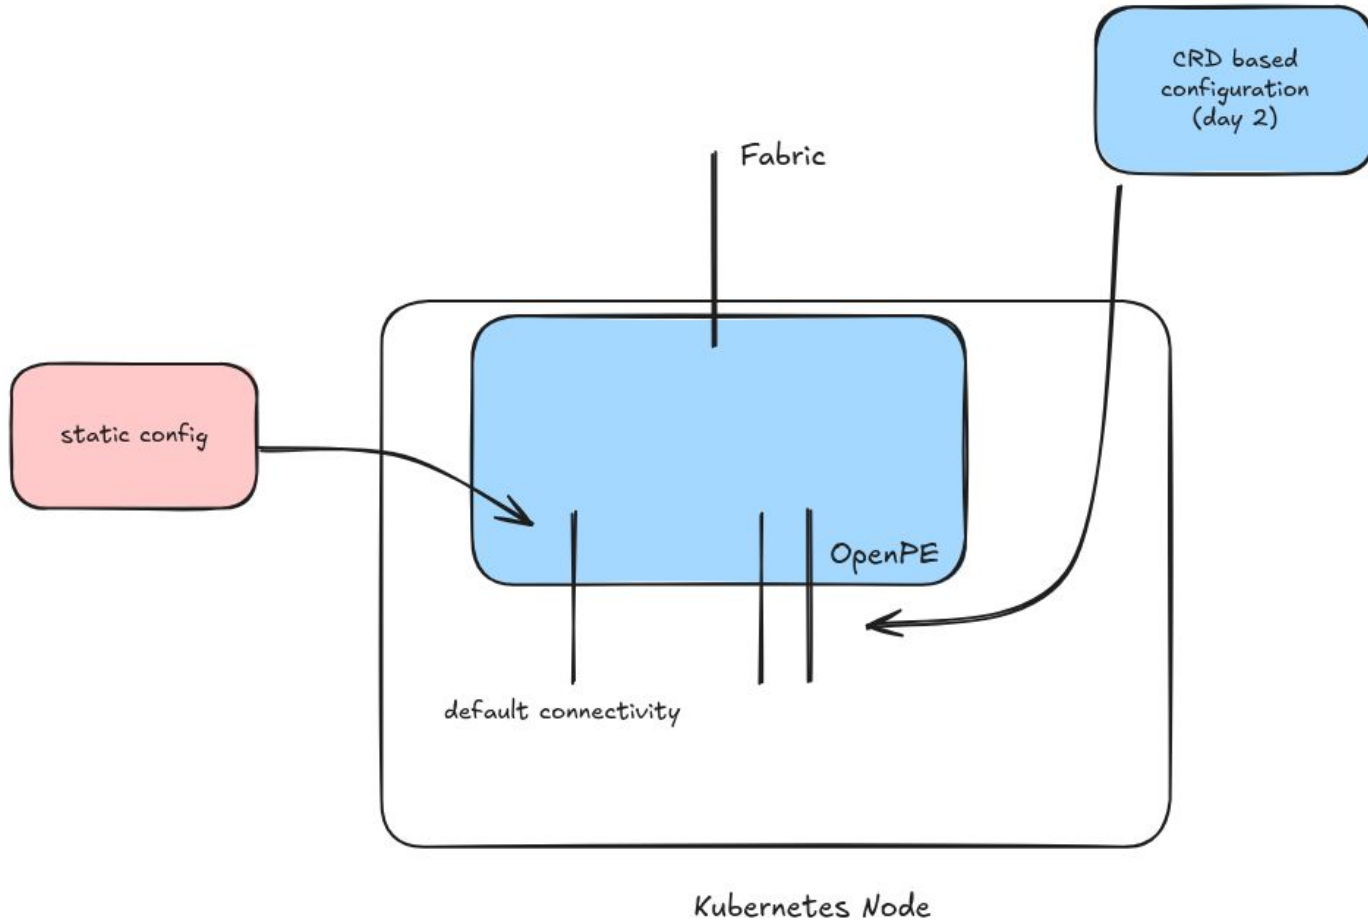 CRD based
configuration
(day 2)
Fabric
static config
OpenPE
default connectivity
Kubernetes Node